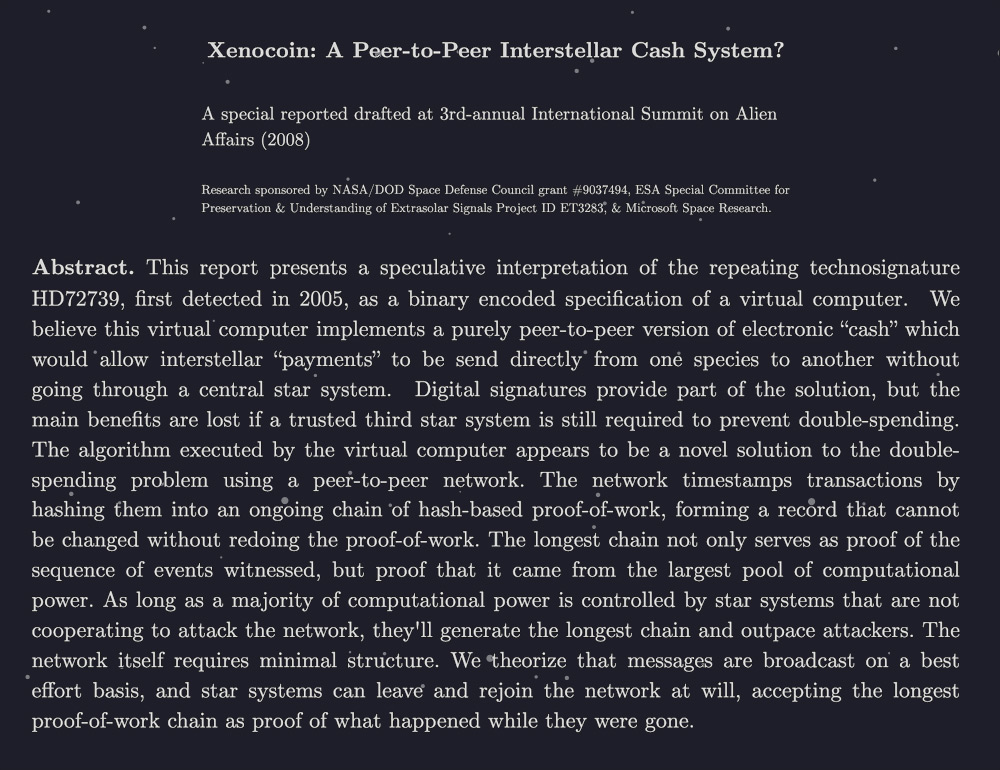 Xenocoin: A Peer-to-Peer Interstellar Cash System?
A special reported drafted at 3rd-annual International Summit on Alien
Affairs (2008)
Research sponsored by NASA/DOD Space Defense Council grant #9037494, ESA Special Committee for
Preservation & Understanding of Extrasolar Signals Project ID ET3283, & Microsoft Space Research.
Abstract. This report presents a speculative interpretation of the repeating technosignature
HD72739, first detected in 2005, as a binary encoded specification of a virtual computer. We
believe this virtual computer implements a purely peer-to-peer version of electronic “cash” which
would allow interstellar “payments” to be send directly from one species to another without
going through a central star system. Digital signatures provide part of the solution, but the
main benefits are lost if a trusted third star system is still required to prevent double-spending.
The algorithm executed by the virtual computer appears to be a novel solution to the double-
spending problem using a peer-to-peer network. The network timestamps transactions by
hashing them into an ongoing chain of hash-based proof-of-work, forming a record that cannot
be changed without redoing the proof-of-work. The longest chain not only serves as proof of the
sequence of events witnessed, but proof that it came from the largest pool of computational
power. As long as a majority of computational power is controlled by star systems that are not
cooperating to attack the network, they'll generate the longest chain and outpace attackers. The
network itself requires minimal structure. We theorize that messages are broadcast on a best
effort basis, and star systems can leave and rejoin the network at will, accepting the longest
proof-of-work chain as proof of what happened while they were gone.